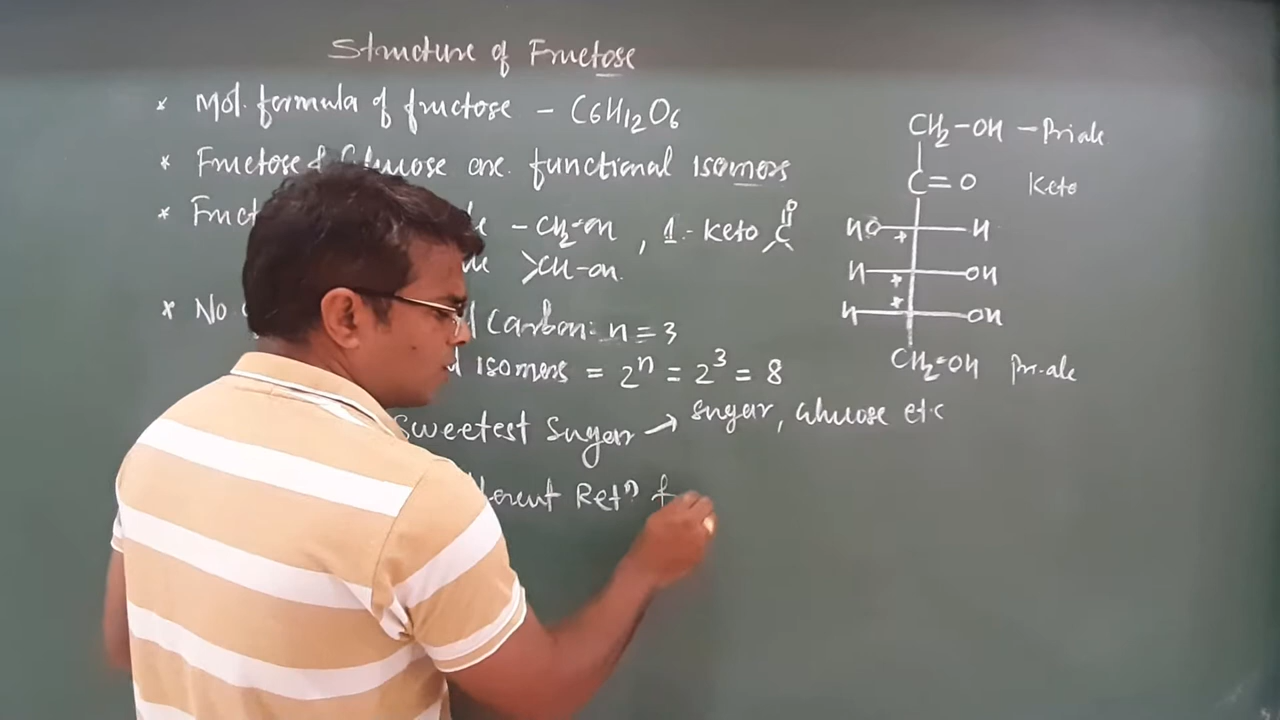 Structure of Fructose
* Mol. formula of fructose – C6H12O6
* Fructose & Glucose are functional isomers
* Fruct – CH2-OH , 1 - Keto C O
>CH-OH
* No Carbon: n = 3
Isomers = 2^n = 2^3 = 8
Sweetest Sugar → sugar, Glucose etc
Retn f
CH2-OH – Pri alc
C=O Keto
HO * H
H * OH
H * OH
CH2-OH Pri-alc